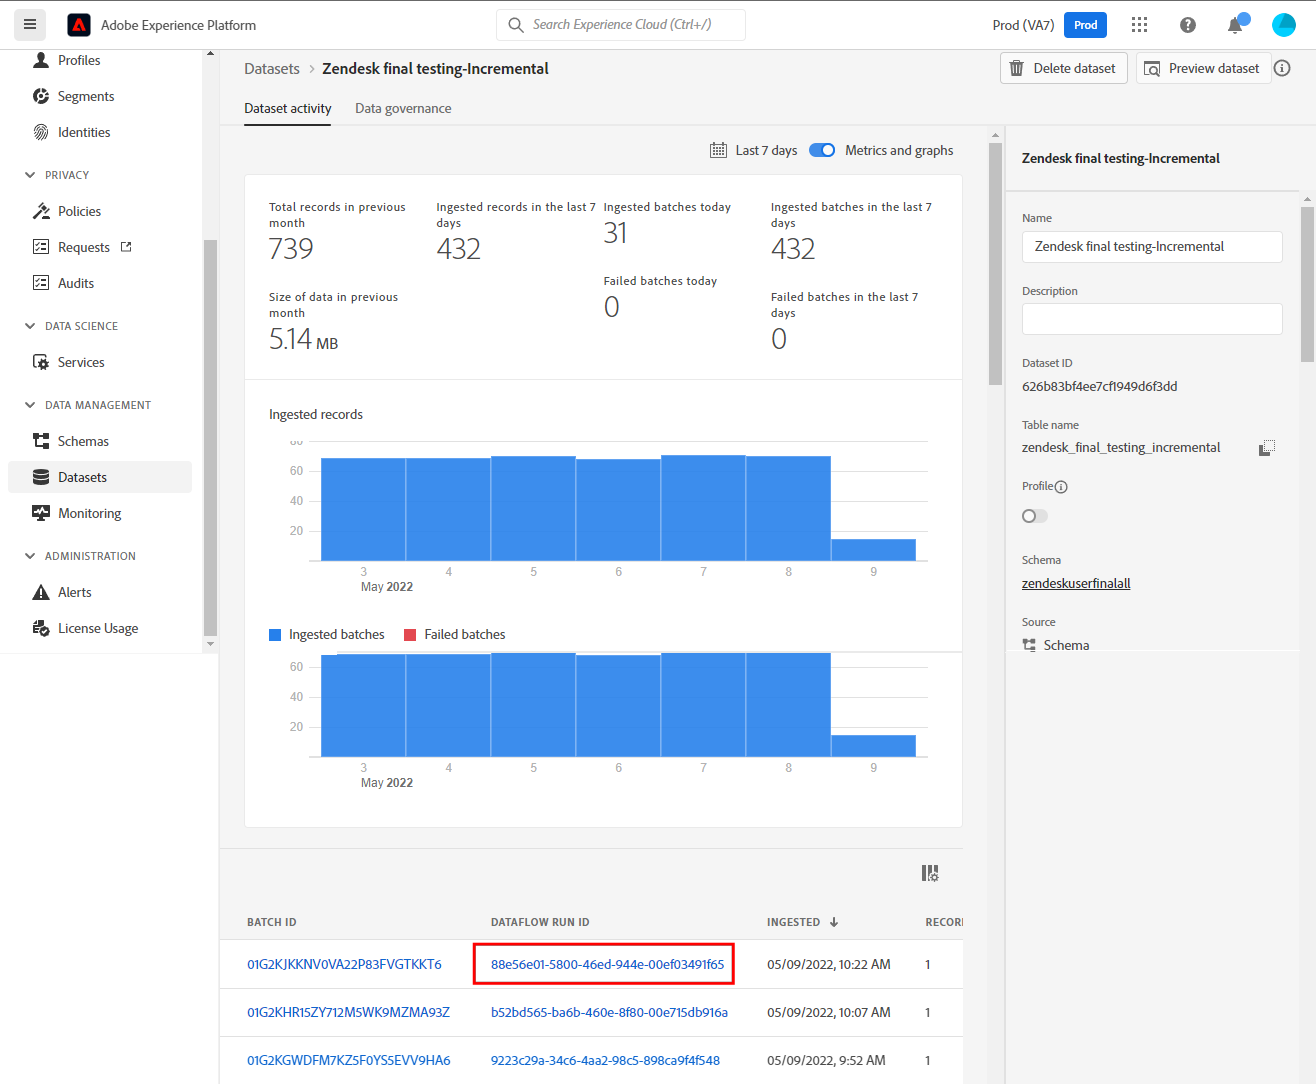 Adobe Experience Platform
Search Experience Cloud (Ctrl+/)
Prod (VA7)
Prod
Profiles
Segments
Identities
PRIVACY
Policies
Requests
Audits
DATA SCIENCE
Services
DATA MANAGEMENT
Schemas
Datasets
Monitoring
ADMINISTRATION
Alerts
License Usage
Datasets > Zendesk final testing-Incremental
Delete dataset
Preview dataset
Dataset activity
Data governance
Last 7 days
Metrics and graphs
Total records in previous
month
739
Ingested records in the last 7
days
432
Ingested batches today
31
Ingested batches in the last 7
days
432
Size of data in previous
month
5.14 MB
Failed batches today
0
Failed batches in the last 7
days
0
Ingested records
80
60
40
20
3 4 5 6 7 8 9
May 2022
Ingested batches
Failed batches
60
40
20
3 4 5 6 7 8 9
May 2022
BATCH ID DATAFLOW RUN ID INGESTED RECOR
01G2KJKKNV0VA22P83FVGTKKT6 88e56e01-5800-46ed-944e-00ef03491f65 05/09/2022, 10:22 AM 1
01G2KHR15ZY712M5WK9MZMA93Z b52bd565-ba6b-460e-8f80-00e715db916a 05/09/2022, 10:07 AM 1
01G2KGWDFM7KZ5F0YS5EVV9HA6 9223c29a-34c6-4aa2-98c5-898ca9f4f548 05/09/2022, 9:52 AM 1
Zendesk final testing-Incremental
Name
Zendesk final testing-Incremental
Description
Dataset ID
626b83bf4ee7cf1949d6f3dd
Table name
zendesk_final_testing_incremental
Profile
Schema
zendeskuserfinalall
Source
Schema